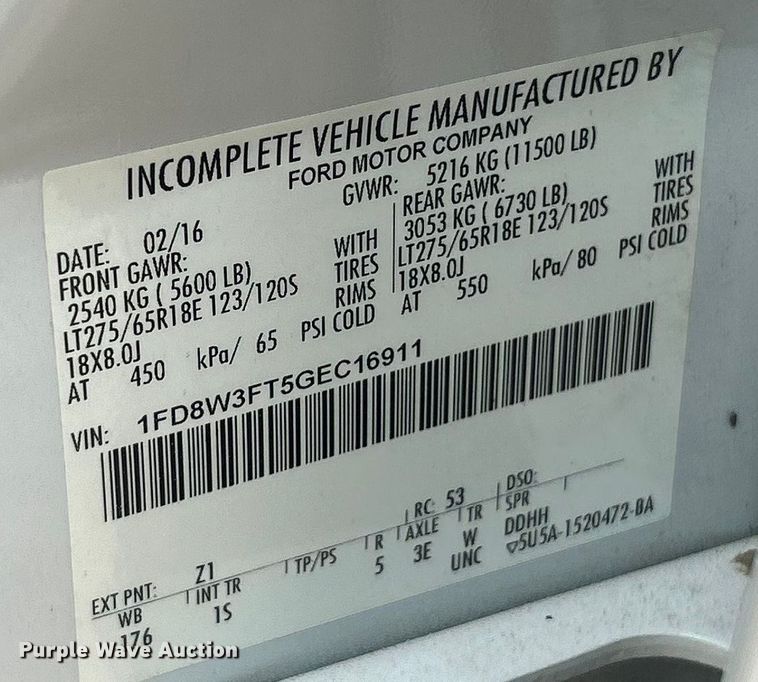 INCOMPLETE VEHICLE MANUFACTURED BY
FORD MOTOR COMPANY
DATE: 02/16
GVWR: 5216 KG (11500 LB)
FRONT GAWR:
2540 KG ( 5600 LB) WITH
LT275/65R18E 123/120S TIRES
18X8.0J RIMS
AT 450 kPa/ 65 PSI COLD
REAR GAWR:
3053 KG ( 6730 LB) WITH
LT275/65R18E 123/120S TIRES
18X8.0J RIMS
AT 550 kPa/ 80 PSI COLD
VIN: 1FD8W3FT5GEC16911
EXT PNT: Z1 RC: 53 DSO:
WB INT TR TP/PS R AXLE TR SPR
176 1S 5 3E W DDHH
UNC ▽5U5A-1520472-BA
Purple Wave Auction